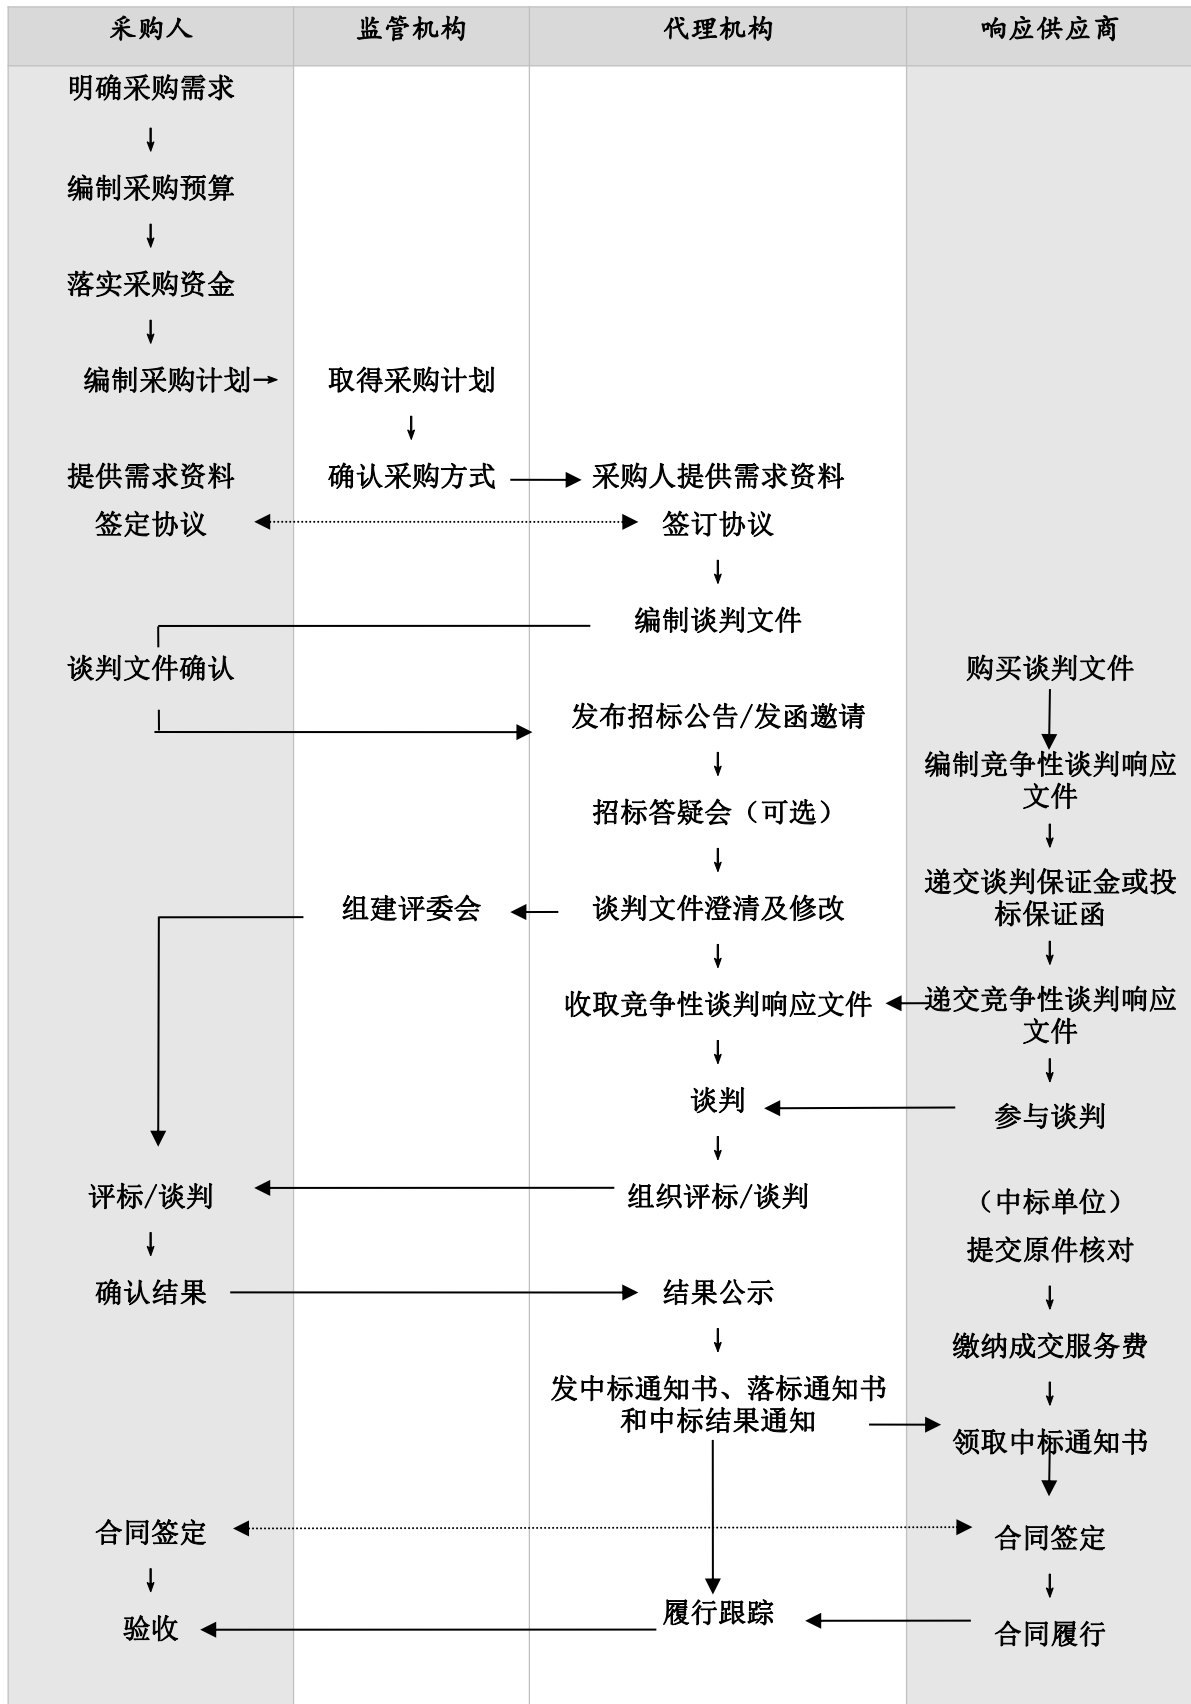 采购人 监管机构 代理机构 响应供应商
明确采购需求
编制采购预算
落实采购资金
编制采购计划 取得采购计划
提供需求资料 确认采购方式 采购人提供需求资料
签定协议 签订协议
编制谈判文件
谈判文件确认 购买谈判文件
发布招标公告/发函邀请
编制竞争性谈判响应
文件
招标答疑会（可选）
递交谈判保证金或投
标保证函
组建评委会 谈判文件澄清及修改
收取竞争性谈判响应文件 递交竞争性谈判响应
文件
谈判 参与谈判
评标/谈判 组织评标/谈判 （中标单位）
提交原件核对
确认结果 结果公示
缴纳成交服务费
发中标通知书、落标通知书
和中标结果通知
领取中标通知书
合同签定 合同签定
验收 履行跟踪 合同履行